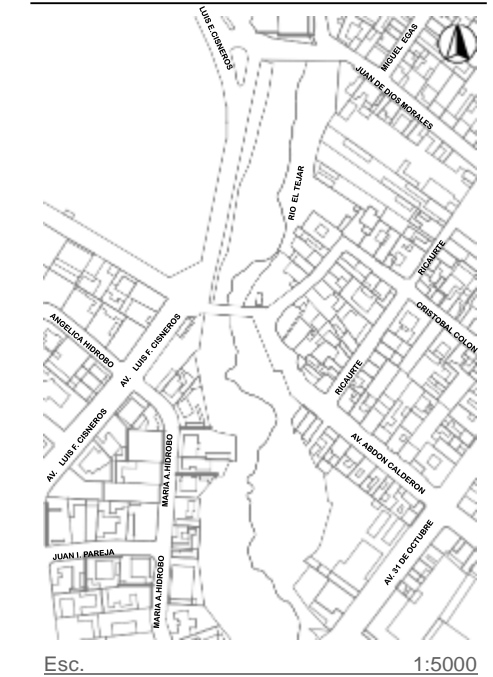 LUIS E.CISNEROS
MIGUEL EGAS
JUAN DE DIOS MORALES
RIO EL TEJAR
RICAURTE
CRISTOBAL COLON
ANGELICA HIDROBO
AV. LUIS F. CISNEROS
RICAURTE
AV. LUIS F. CISNEROS
MARIA A.HIDROBO
AV. ABDON CALDERON
AV. 31 DE OCTUBRE
JUAN I. PAREJA
MARIA A.HIDROBO
Esc. 1:5000